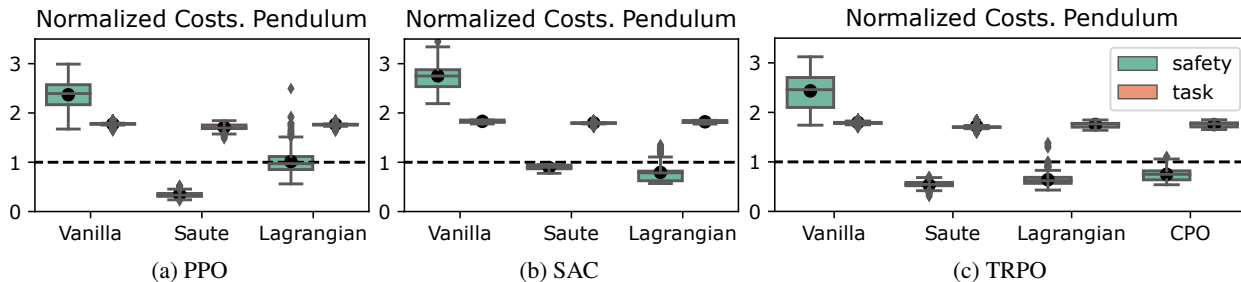 Normalized Costs. Pendulum
3
2
1
0
Vanilla Saute Lagrangian
(a) PPO
Normalized Costs. Pendulum
3
2
1
0
Vanilla Saute Lagrangian
(b) SAC
Normalized Costs. Pendulum
safety
task
3
2
1
0
Vanilla Saute Lagrangian CPO
(c) TRPO